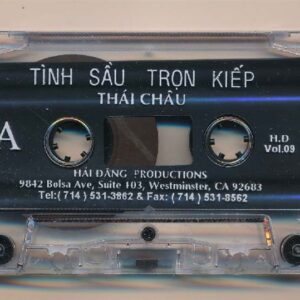 TÌNH SẦU TRỌN KIẾP
THÁI CHÂU
A
H.D
Vol.09
HẢI ĐĂNG PRODUCTIONS
9842 Bolsa Ave, Suite 103, Westminster, CA 92683
Tel: ( 714 ) 531-3862 & Fax: ( 714 ) 531-8562